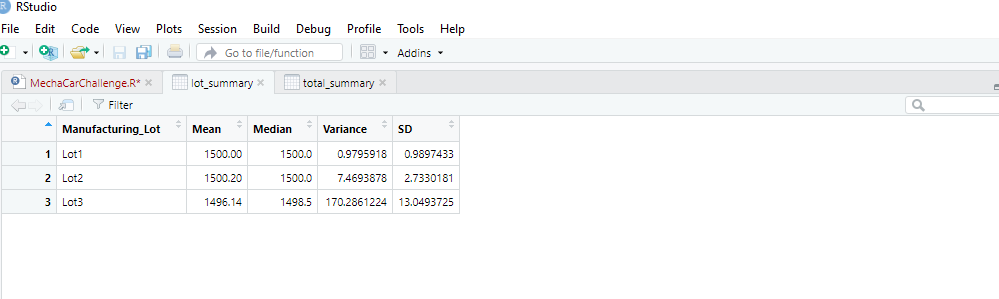 R RStudio
File Edit Code View Plots Session Build Debug Profile Tools Help
Go to file/function Addins
MechaCarChallenge.R* lot_summary total_summary
Filter
Manufacturing_Lot Mean Median Variance SD
1 Lot1 1500.00 1500.0 0.9795918 0.9897433
2 Lot2 1500.20 1500.0 7.4693878 2.7330181
3 Lot3 1496.14 1498.5 170.2861224 13.0493725